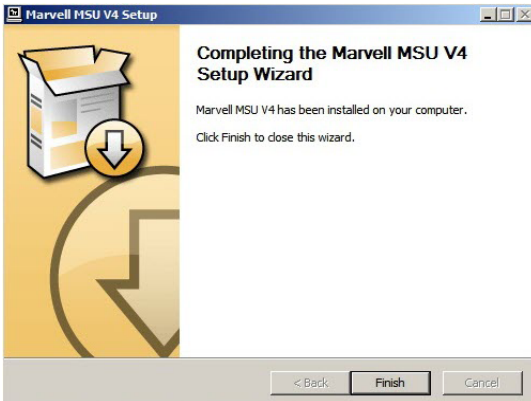 Marvell MSU V4 Setup
Completing the Marvell MSU V4
Setup Wizard
Marvell MSU V4 has been installed on your computer.
Click Finish to close this wizard.
< Back
Finish
Cancel